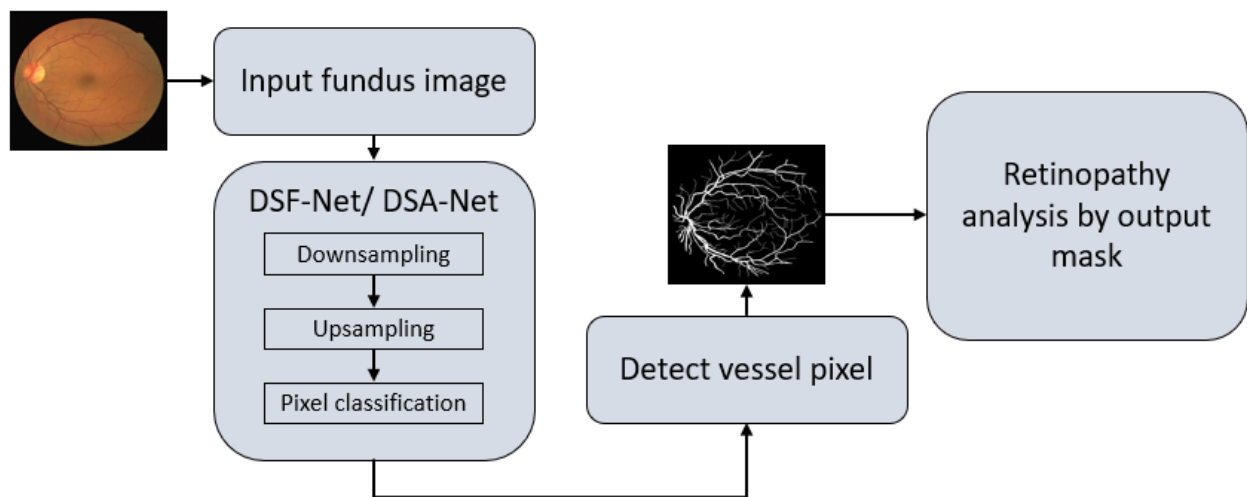 Input fundus image
DSF-Net/ DSA-Net
Downsampling
Upsampling
Pixel classification
Detect vessel pixel
Retinopathy
analysis by output
mask